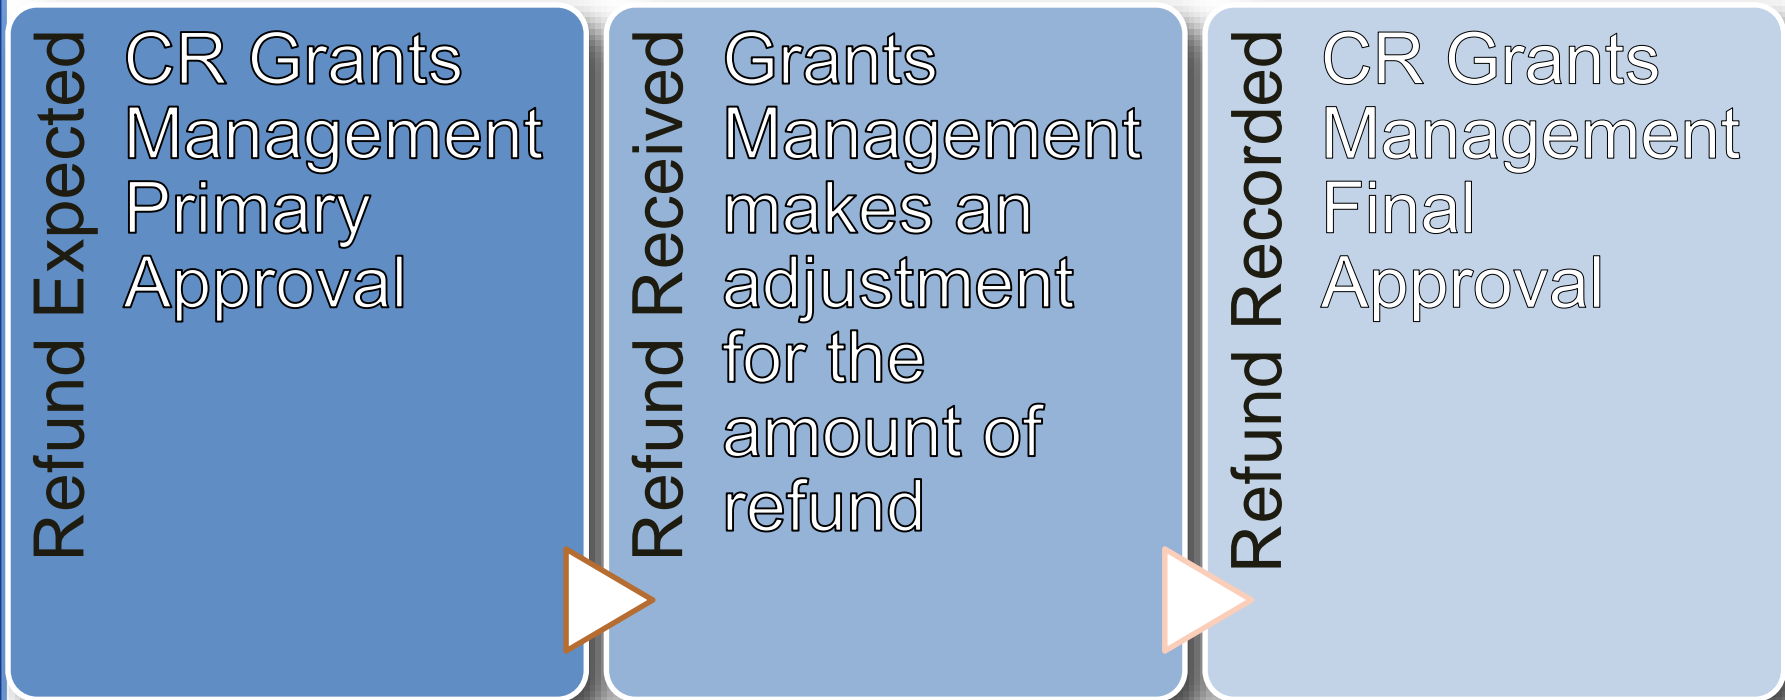 Refund Expected
CR Grants
Management
Primary
Approval
Refund Received
Grants
Management
makes an
adjustment
for the
amount of
refund
Refund Recorded
CR Grants
Management
Final
Approval